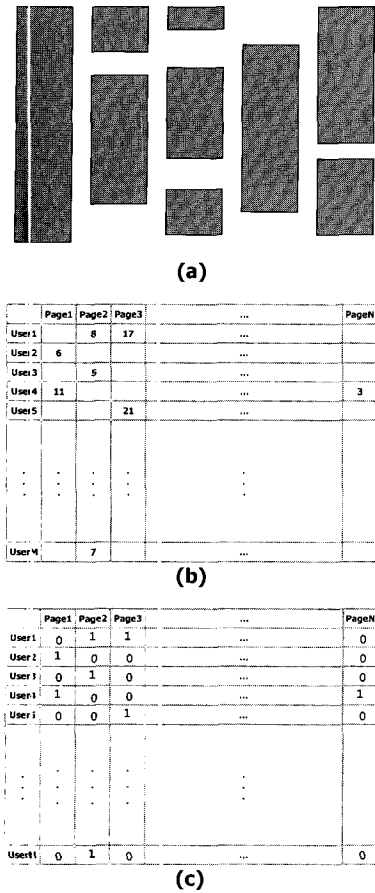 (a)
Page1 Page2 Page3 ... PageN
User1 8 17 ...
User2 6 ...
User3 5 ...
User4 11 ... 3
User5 21 ...
. . . . .
. . . . .
. . . . .
UserM 7 ...
(b)
Page1 Page2 Page3 ... PageN
User1 0 1 1 ... 0
User2 1 0 0 ... 0
User3 0 1 0 ... 0
User4 1 0 0 ... 1
User5 0 0 1 ... 0
. . . . .
. . . . .
. . . . .
UserM 0 1 0 ... 0
(c)